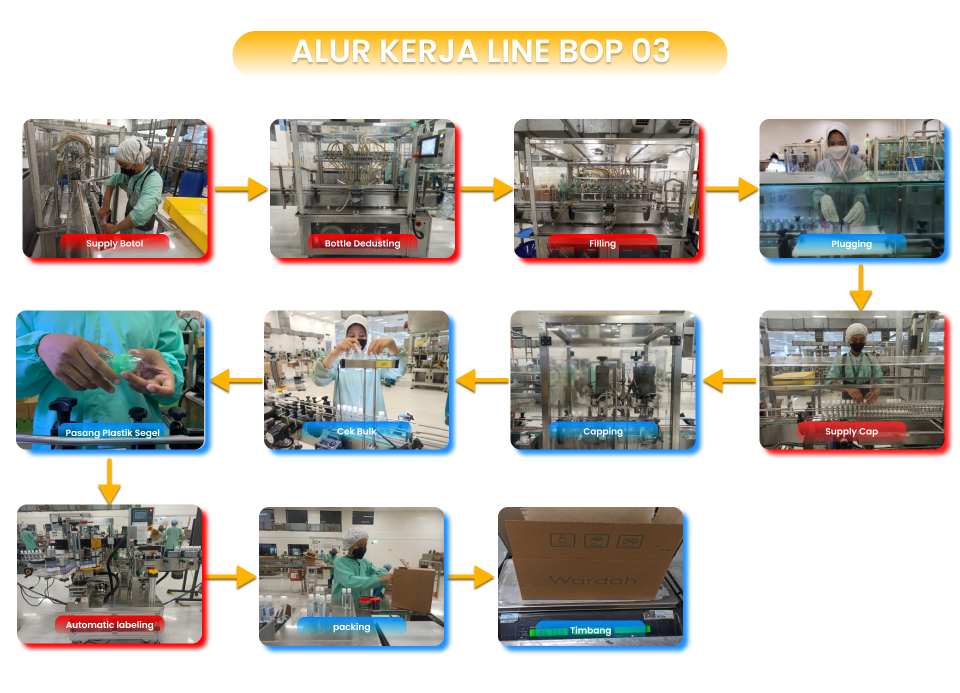 ALUR KERJA LINE BOP 03
Supply Botol
Bottle Dedusting
Filling
Plugging
Supply Cap
Capping
Cek Bulk
Pasang Plastik Segel
Automatic labeling
packing
Wardah
Timbang